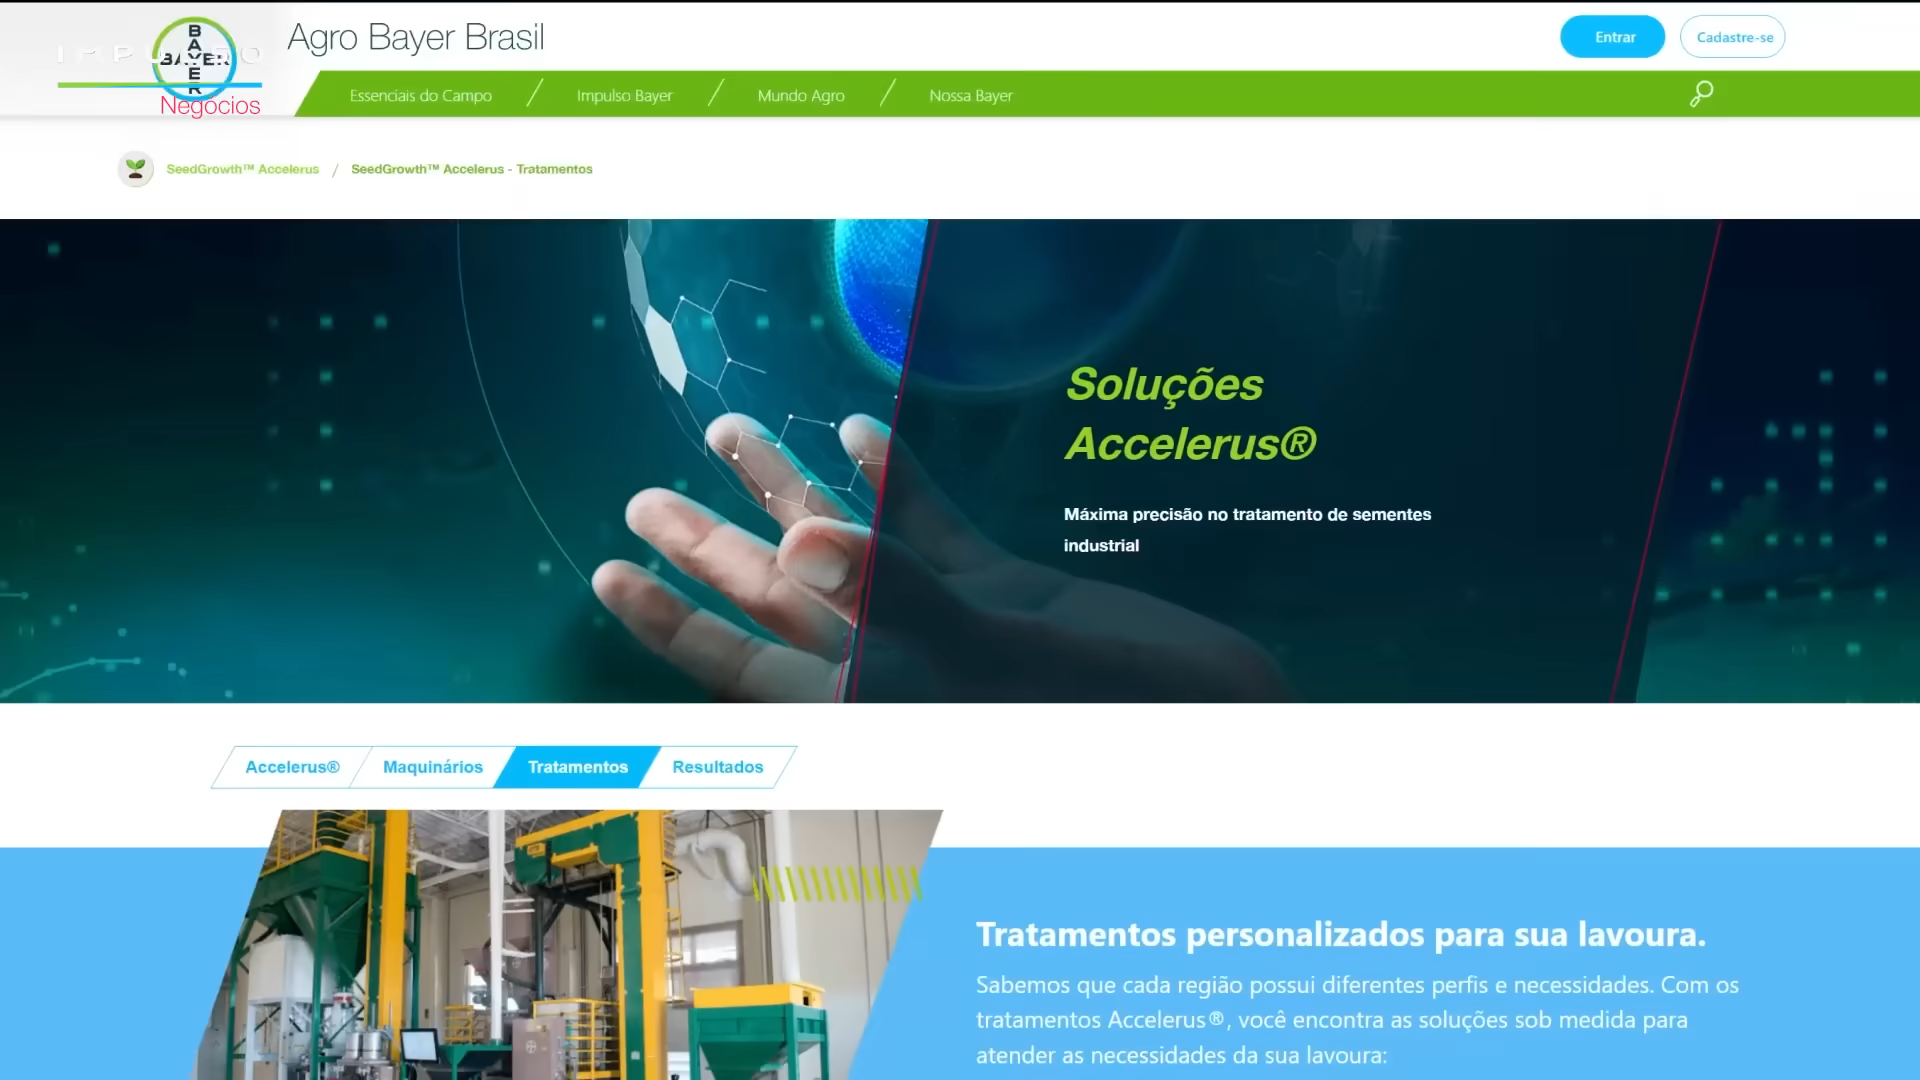 IMPULSO
BAYER
BAYER
Negócios
Agro Bayer Brasil
Entrar
Cadastre-se
Essenciais do Campo
Impulso Bayer
Mundo Agro
Nossa Bayer
SeedGrowth™ Accelerus / SeedGrowth™ Accelerus - Tratamentos
Soluções
Accelerus®
Máxima precisão no tratamento de sementes
industrial
Accelerus®
Maquinários
Tratamentos
Resultados
Tratamentos personalizados para sua lavoura.
Sabemos que cada região possui diferentes perfis e necessidades. Com os
tratamentos Accelerus®, você encontra as soluções sob medida para
atender as necessidades da sua lavoura: